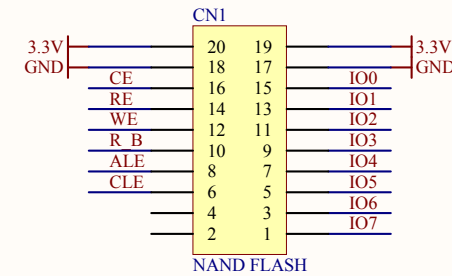 CN1
3.3V 20 19 3.3V
GND 18 17 GND
CE 16 15 IO0
RE 14 13 IO1
WE 12 11 IO2
R_B 10 9 IO3
ALE 8 7 IO4
CLE 6 5 IO5
4 3 IO6
2 1 IO7
NAND FLASH